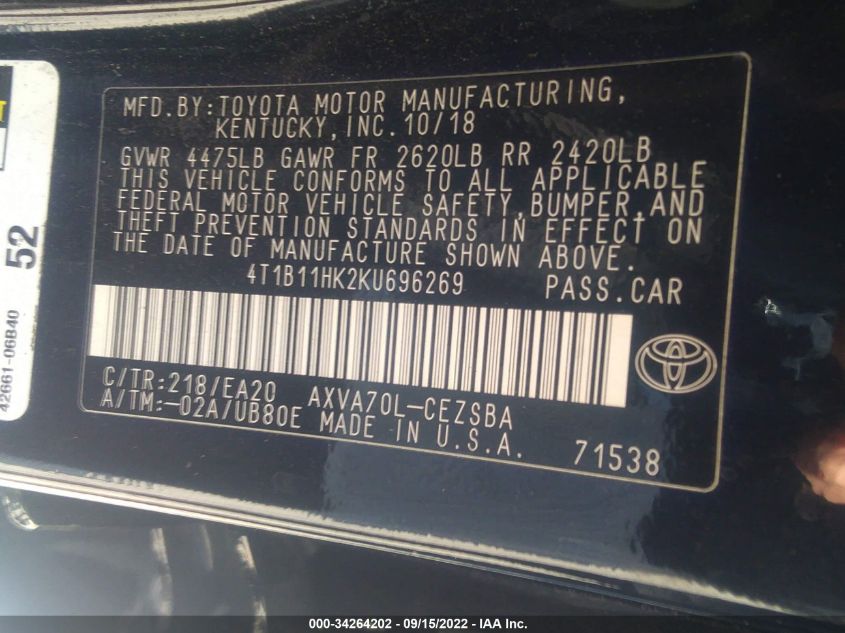 MFD. BY: TOYOTA MOTOR MANUFACTURING,
KENTUCKY, INC. 10/18
GVWR 4475LB GAWR FR 2620LB RR 2420LB
THIS VEHICLE CONFORMS TO ALL APPLICABLE
FEDERAL MOTOR VEHICLE SAFETY, BUMPER, AND
THEFT PREVENTION STANDARDS IN EFFECT ON
THE DATE OF MANUFACTURE SHOWN ABOVE.
4T1B11HK2KU696269 PASS.CAR
C/TR:218/EA20 AXVA70L-CEZSBA
A/TM:-02A/UB80E MADE IN U.S.A.
71538
52
42661-06B40
000-34264202 - 09/15/2022 - IAA Inc.